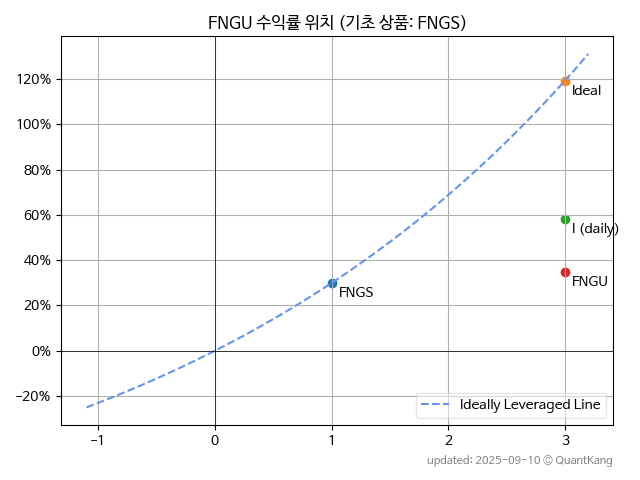 FNGU 수익률 위치 (기초 상품: FNGS)
120%
100%
80%
60%
40%
20%
0%
−20%
Ideal
I (daily)
FNGU
FNGS
Ideally Leveraged Line
−1
0
1
2
3
updated: 2025-09-10 © QuantKang